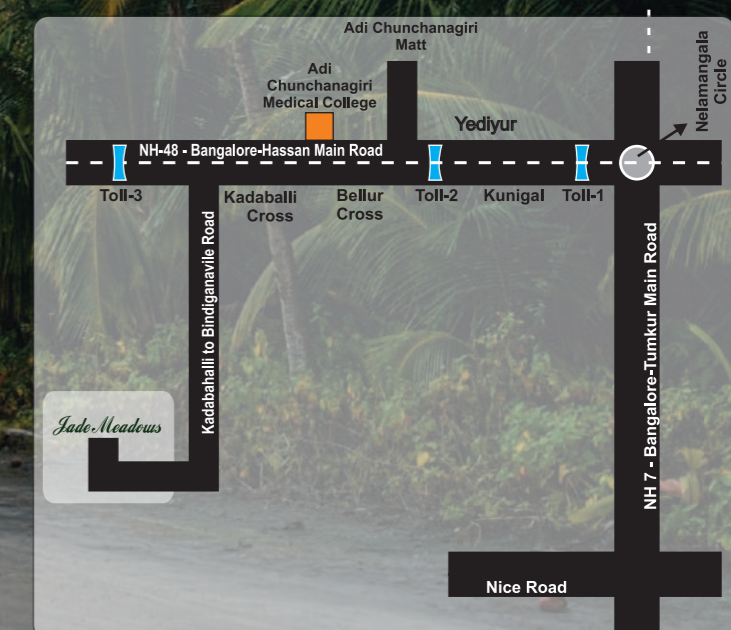 Adi Chunchanagiri
Matt
Adi
Chunchanagiri
Medical College
Nelamangala
Circle
Yediyur
NH-48 - Bangalore-Hassan Main Road
Toll-3
Kadaballi
Cross
Bellur
Cross
Toll-2
Kunigal
Toll-1
Kadabahalli to Bindiganavile Road
NH 7 - Bangalore-Tumkur Main Road
Jade Meadows
Nice Road